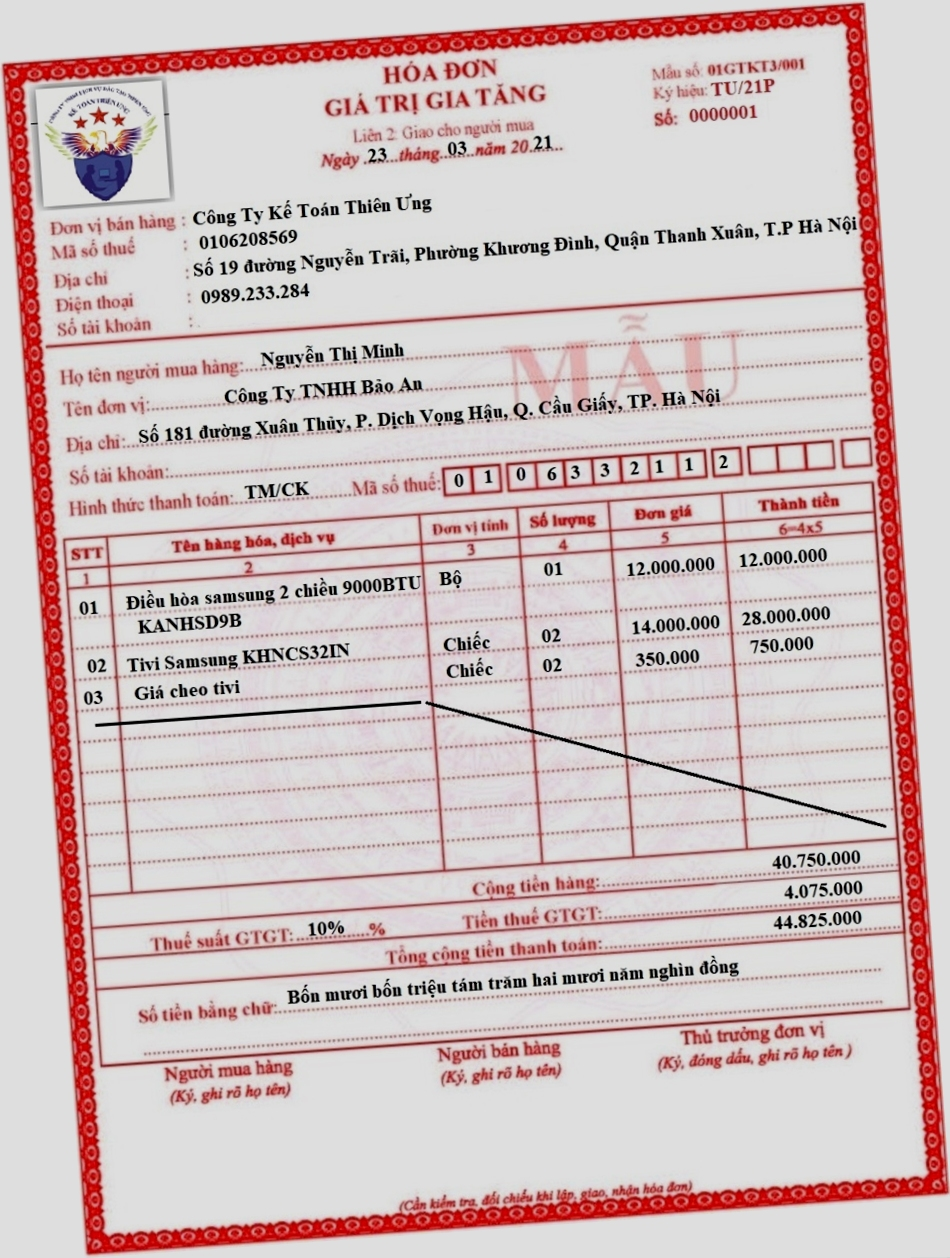 HÓA ĐƠN
GIÁ TRỊ GIA TĂNG
Liên 2: Giao cho người mua
Ngày .23...tháng..03...năm 20.21...
Mẫu số: 01GTKT3/001
Ký hiệu: TU/21P
Số: 0000001
KẾ TOÁN THIÊN ƯNG
Đơn vị bán hàng : Công Ty Kế Toán Thiên Ưng
Mã số thuế : 0106208569
Địa chỉ : Số 19 đường Nguyễn Trãi, Phường Khương Đình, Quận Thanh Xuân, T.P Hà Nội
Điện thoại : 0989.233.284
Số tài khoản :
MẪU
Họ tên người mua hàng: Nguyễn Thị Minh
Tên đơn vị: Công Ty TNHH Bảo An
Địa chỉ: Số 181 đường Xuân Thủy, P. Dịch Vọng Hậu, Q. Cầu Giấy, TP. Hà Nội
Số tài khoản:
Hình thức thanh toán: TM/CK Mã số thuế: 0 1 0 6 3 3 2 1 1 2
STT Tên hàng hóa, dịch vụ Đơn vị tính Số lượng Đơn giá Thành tiền
1 2 3 4 5 6=4x5
01 Điều hòa samsung 2 chiều 9000BTU Bộ 01 12.000.000 12.000.000
KANHSD9B
02 Tivi Samsung KHNCS32IN Chiếc 02 14.000.000 28.000.000
03 Giá cheo tivi Chiếc 02 350.000 750.000
Cộng tiền hàng: 40.750.000
Thuế suất GTGT: 10% % Tiền thuế GTGT: 4.075.000
Tổng cộng tiền thanh toán: 44.825.000
Số tiền bằng chữ: Bốn mươi bốn triệu tám trăm hai mươi năm nghìn đồng
Người mua hàng Người bán hàng Thủ trưởng đơn vị
(Ký, ghi rõ họ tên) (Ký, ghi rõ họ tên) (Ký, đóng dấu, ghi rõ họ tên )
(Cần kiểm tra, đối chiếu khi lập, giao, nhận hóa đơn)